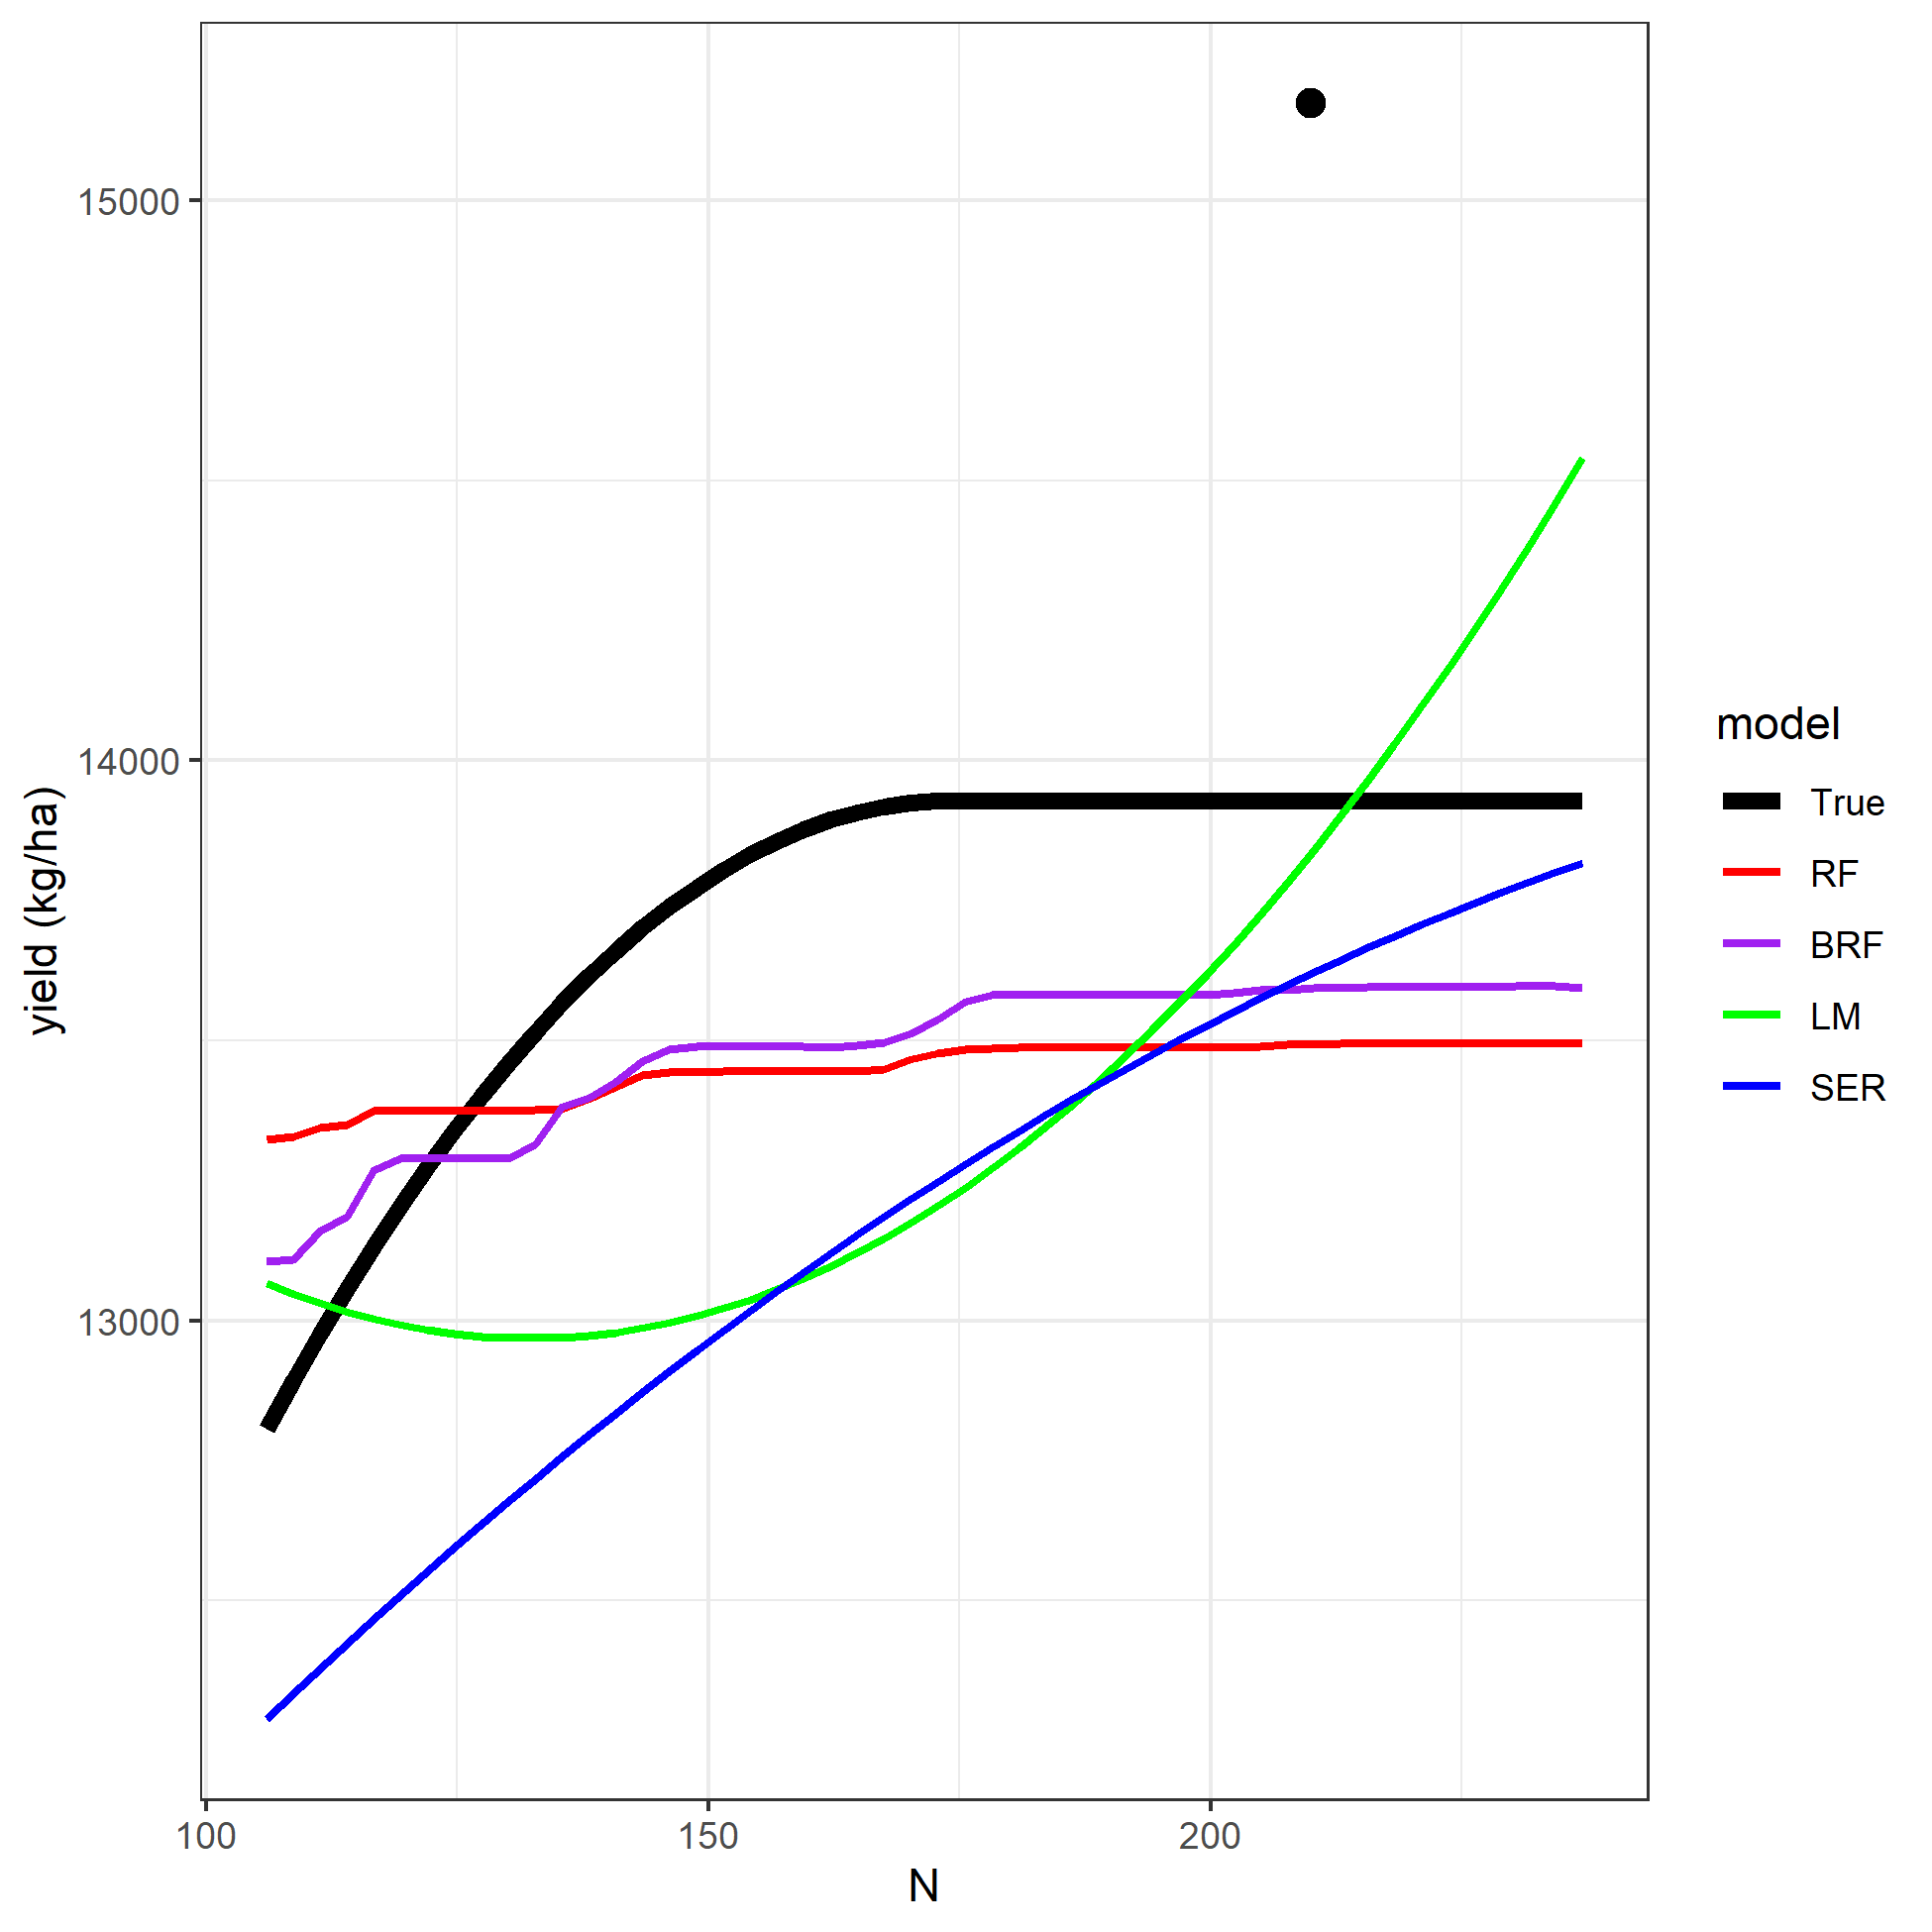 15000
14000
13000
yield (kg/ha)
100
150
200
N
model
True
RF
BRF
LM
SER